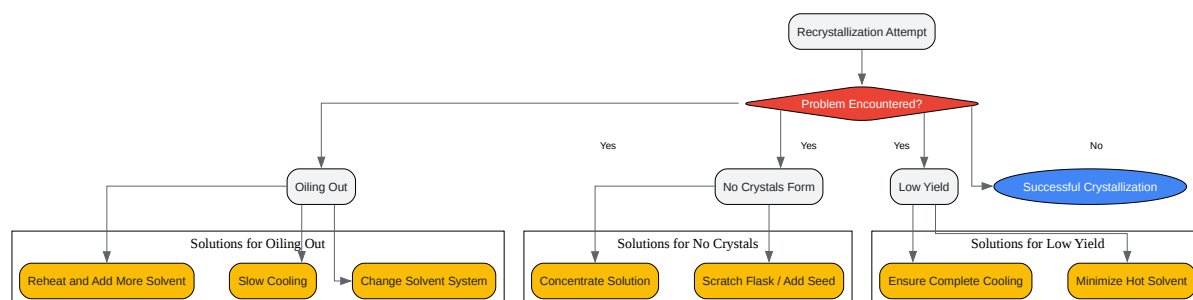 Recrystallization Attempt
Problem Encountered?
Yes
Yes
Yes
No
Oiling Out
No Crystals Form
Low Yield
Successful Crystallization
Solutions for Oiling Out
Solutions for No Crystals
Solutions for Low Yield
Reheat and Add More Solvent
Slow Cooling
Change Solvent System
Concentrate Solution
Scratch Flask / Add Seed
Ensure Complete Cooling
Minimize Hot Solvent